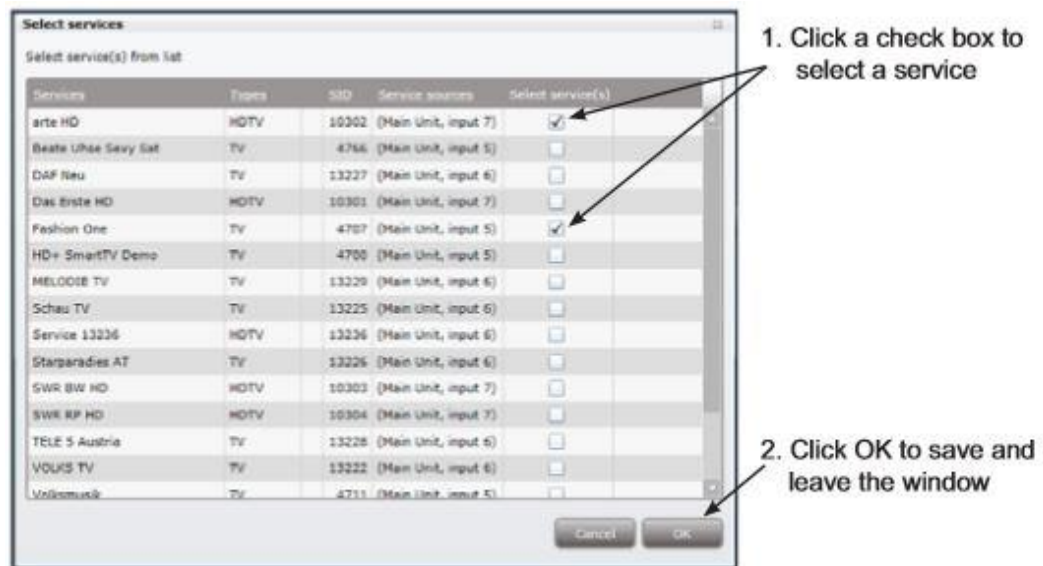 Select services
Select service(s) from list
Services Types SID Service sources Select service(s)
arte HD HDTV 10302 (Main Unit, input 7)
Beate Uhse Sexy Sat TV 4766 (Main Unit, input 5)
DAF Neu TV 13227 (Main Unit, input 6)
Das Erste HD HDTV 10301 (Main Unit, input 7)
Fashion One TV 4707 (Main Unit, input 5)
HD+ SmartTV Demo TV 4700 (Main Unit, input 5)
MELODIE TV TV 13229 (Main Unit, input 6)
Schau TV TV 13225 (Main Unit, input 6)
Service 13236 HDTV 13236 (Main Unit, input 6)
Starparadies AT TV 13226 (Main Unit, input 6)
SWR BW HD HDTV 10303 (Main Unit, input 7)
SWR RP HD HDTV 10304 (Main Unit, input 7)
TELE 5 Austria TV 13228 (Main Unit, input 6)
VOLKS TV TV 13222 (Main Unit, input 6)
Volksmusik TV 4711 (Main Unit, input 5)
Cancel OK
1. Click a check box to
select a service
2. Click OK to save and
leave the window